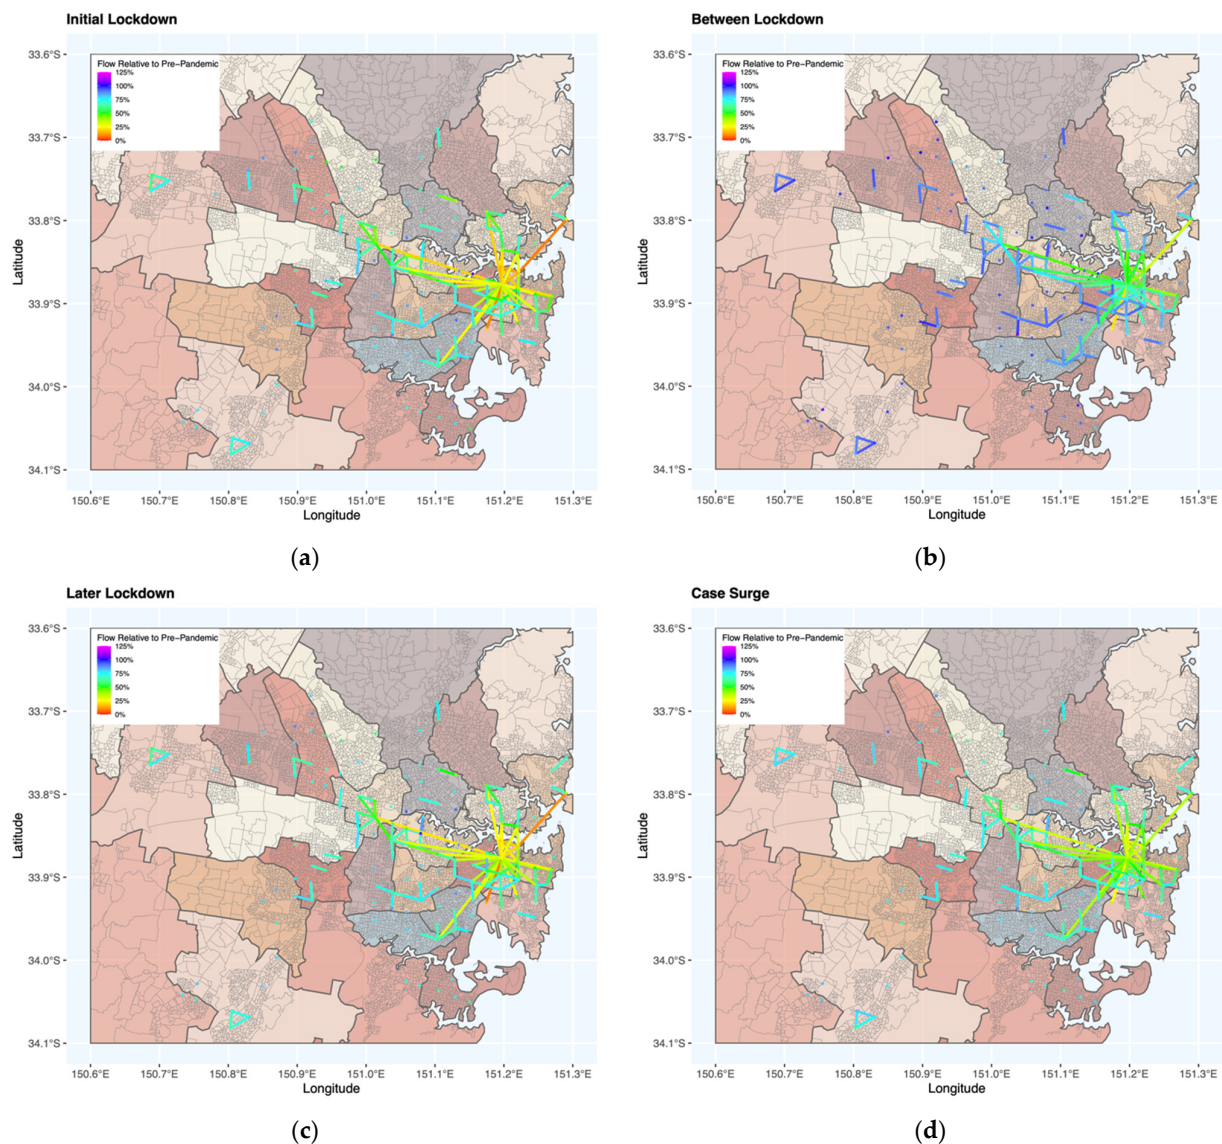 Initial Lockdown
Flow Relative to Pre-Pandemic
125%
100%
75%
50%
25%
0%
33.6°S
33.7°S
33.8°S
33.9°S
34.0°S
34.1°S
Latitude
150.6°E 150.7°E 150.8°E 150.9°E 151.0°E 151.1°E 151.2°E 151.3°E
Longitude
(a)
Between Lockdown
Flow Relative to Pre-Pandemic
125%
100%
75%
50%
25%
0%
33.6°S
33.7°S
33.8°S
33.9°S
34.0°S
34.1°S
Latitude
150.6°E 150.7°E 150.8°E 150.9°E 151.0°E 151.1°E 151.2°E 151.3°E
Longitude
(b)
Later Lockdown
Flow Relative to Pre-Pandemic
125%
100%
75%
50%
25%
0%
33.6°S
33.7°S
33.8°S
33.9°S
34.0°S
34.1°S
Latitude
150.6°E 150.7°E 150.8°E 150.9°E 151.0°E 151.1°E 151.2°E 151.3°E
Longitude
(c)
Case Surge
Flow Relative to Pre-Pandemic
125%
100%
75%
50%
25%
0%
33.6°S
33.7°S
33.8°S
33.9°S
34.0°S
34.1°S
Latitude
150.6°E 150.7°E 150.8°E 150.9°E 151.0°E 151.1°E 151.2°E 151.3°E
Longitude
(d)